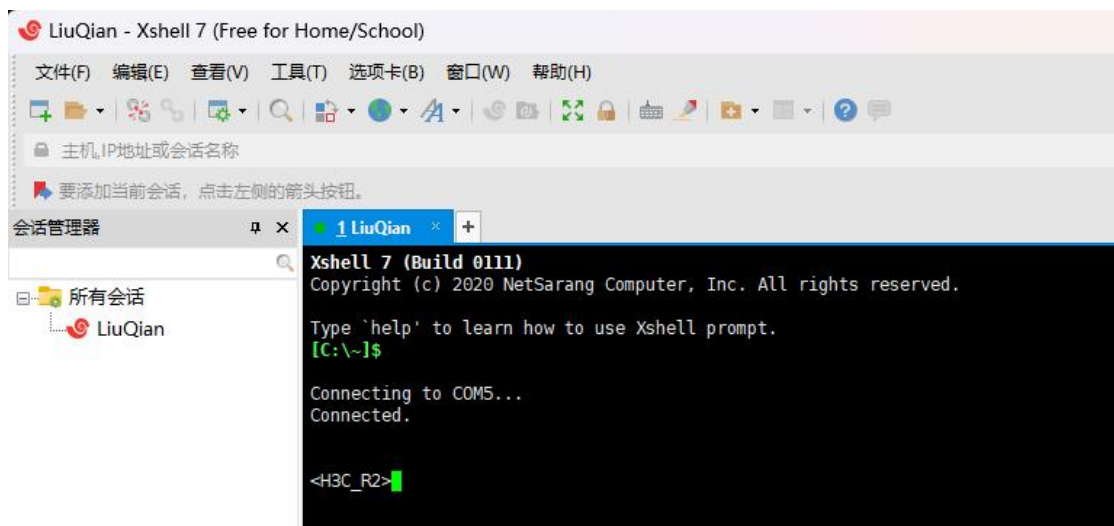 LiuQian - Xshell 7 (Free for Home/School)
文件(F) 编辑(E) 查看(V) 工具(T) 选项卡(B) 窗口(W) 帮助(H)
主机,IP地址或会话名称
要添加当前会话，点击左侧的箭头按钮。
会话管理器
1 LiuQian
所有会话
LiuQian
Xshell 7 (Build 0111)
Copyright (c) 2020 NetSarang Computer, Inc. All rights reserved.
Type `help' to learn how to use Xshell prompt.
[C:\~]$
Connecting to COM5...
Connected.
<H3C_R2>